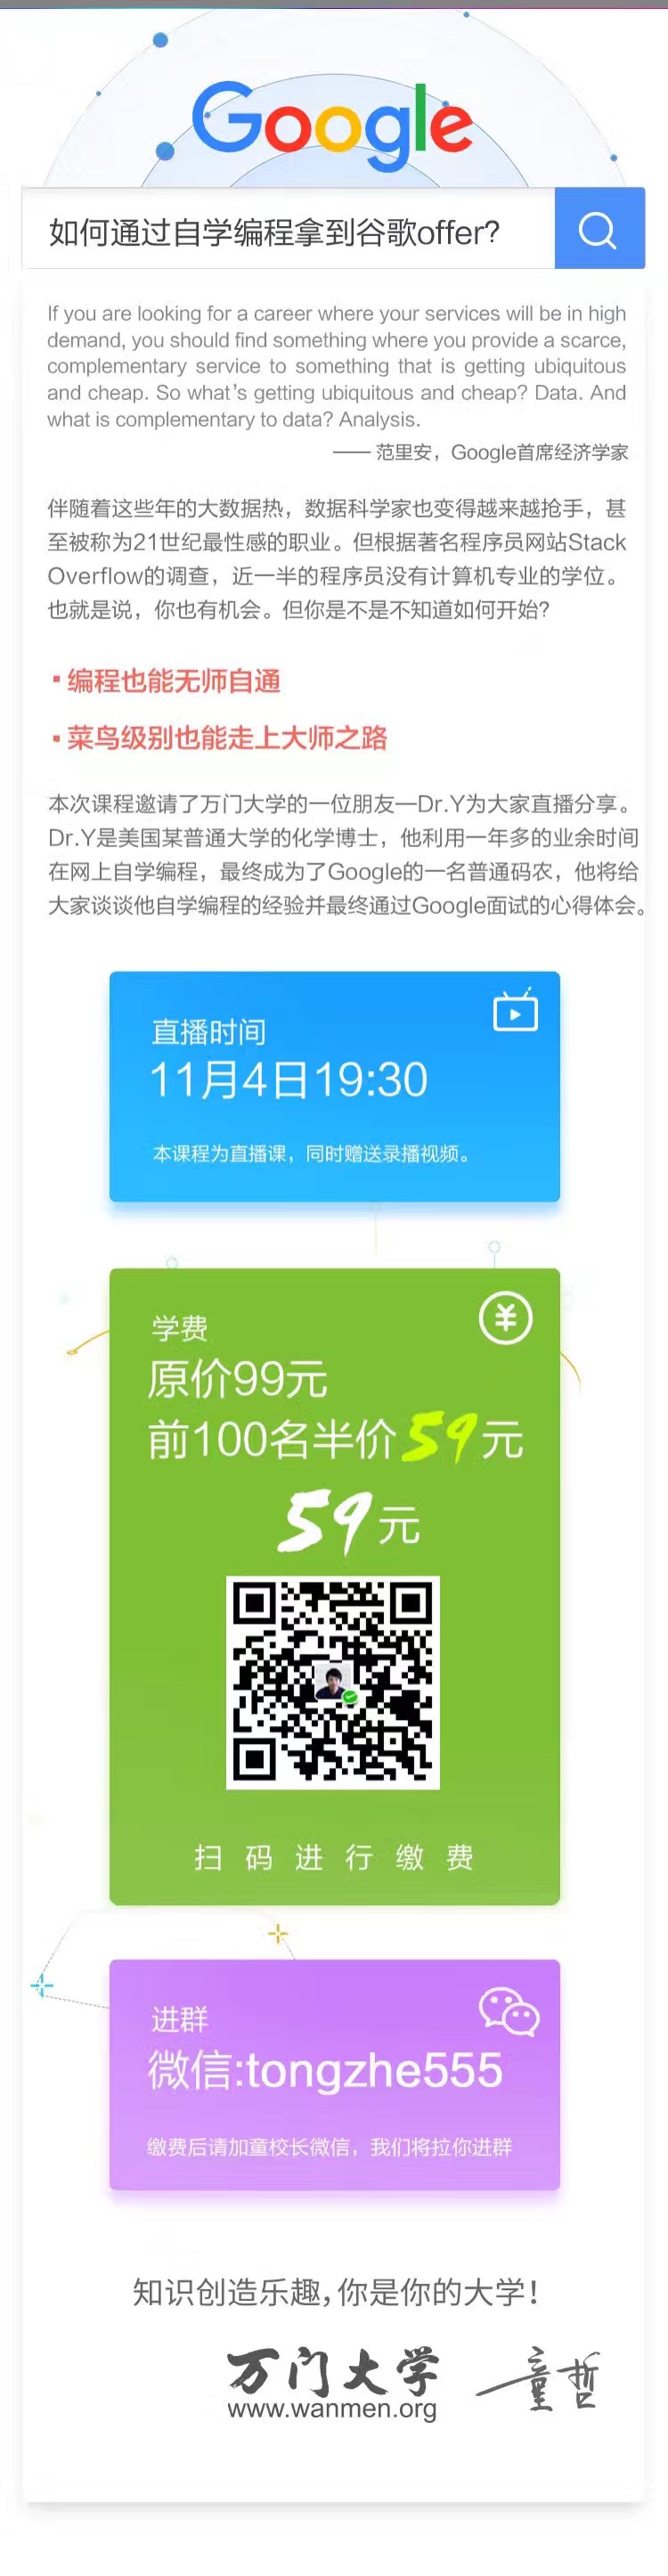 Google
如何通过自学编程拿到谷歌offer?
If you are looking for a career where your services will be in high
demand, you should find something where you provide a scarce,
complementary service to something that is getting ubiquitous
and cheap. So what's getting ubiquitous and cheap? Data. And
what is complementary to data? Analysis.
—— 范里安，Google首席经济学家
伴随着这些年的大数据热，数据科学家也变得越来越抢手，甚
至被称为21世纪最性感的职业。但根据著名程序员网站Stack
Overflow的调查，近一半的程序员没有计算机专业的学位。
也就是说，你也有机会。但你是不是不知道如何开始?
▪ 编程也能无师自通
▪ 菜鸟级别也能走上大师之路
本次课程邀请了万门大学的一位朋友—Dr.Y为大家直播分享。
Dr.Y是美国某普通大学的化学博士，他利用一年多的业余时间
在网上自学编程，最终成为了Google的一名普通码农，他将给
大家谈谈他自学编程的经验并最终通过Google面试的心得体会。
直播时间
11月4日19:30
本课程为直播课，同时赠送录播视频。
学费
¥
原价99元
前100名半价59元
59元
扫码进行缴费
进群
微信:tongzhe555
缴费后请加童校长微信，我们将拉你进群
知识创造乐趣,你是你的大学!
万门大学
www.wanmen.org
童哲